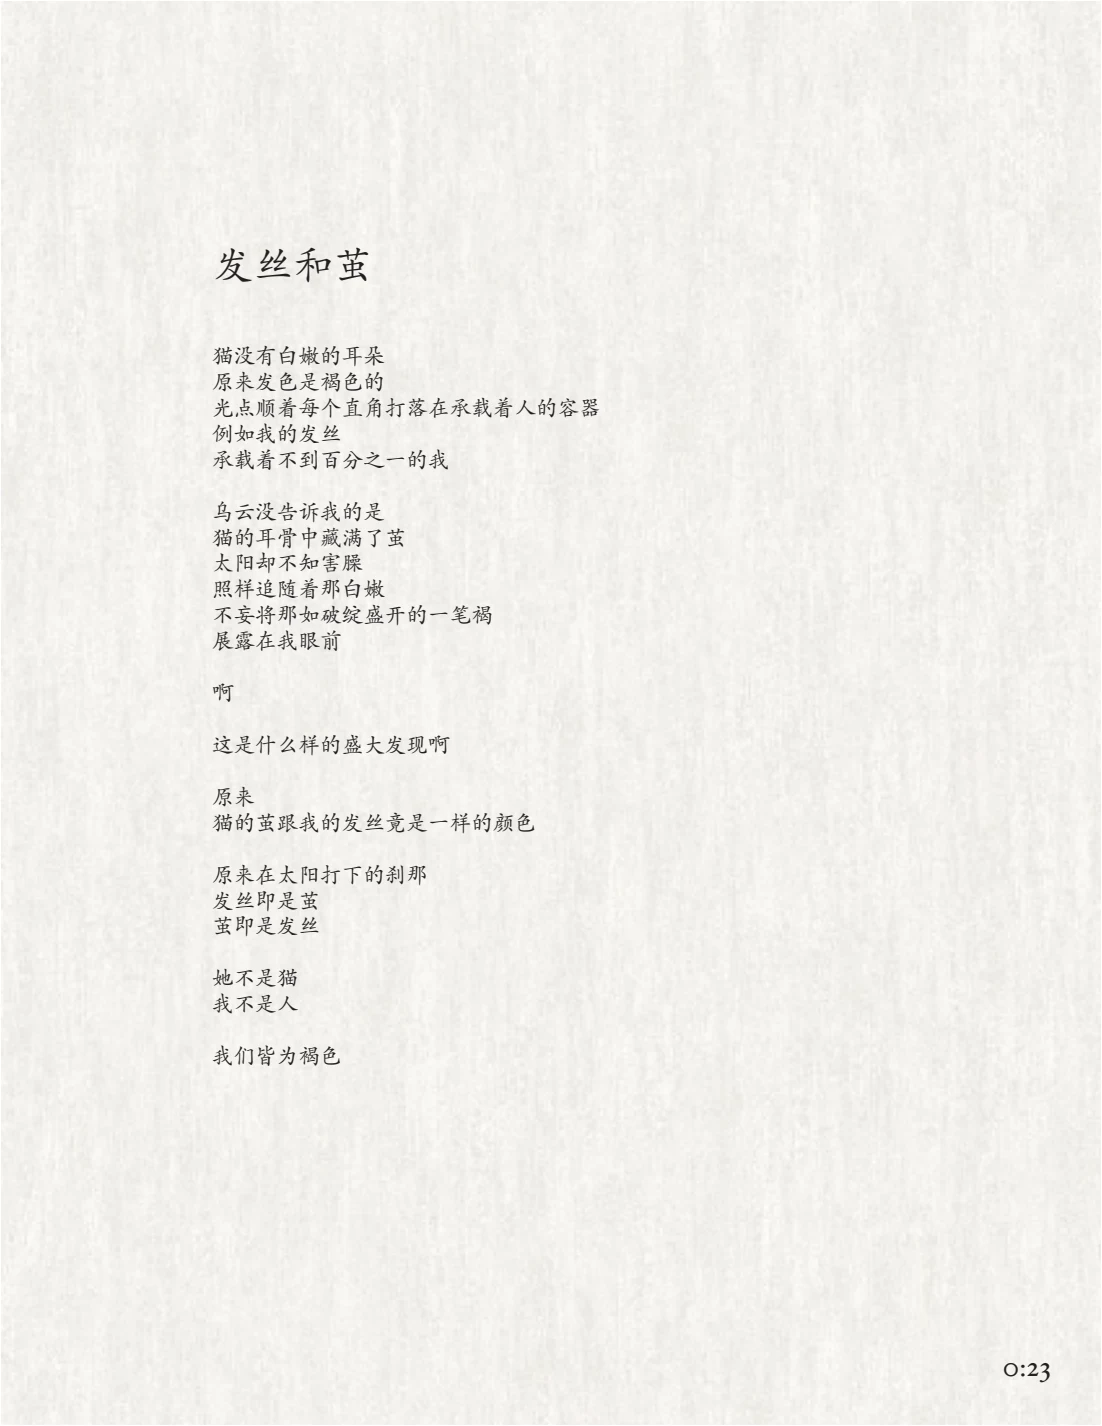 发丝和茧
猫没有白嫩的耳朵
原来发色是褐色的
光点顺着每个直角打落在承载着人的容器
例如我的发丝
承载着不到百分之一的我
乌云没告诉我的是
猫的耳骨中藏满了茧
太阳却不知害臊
照样追随着那白嫩
不妄将那如破绽盛开的一笔褐
展露在我眼前
啊
这是什么样的盛大发现啊
原来
猫的茧跟我的发丝竟是一样的颜色
原来在太阳打下的刹那
发丝即是茧
茧即是发丝
她不是猫
我不是人
我们皆为褐色
0:23